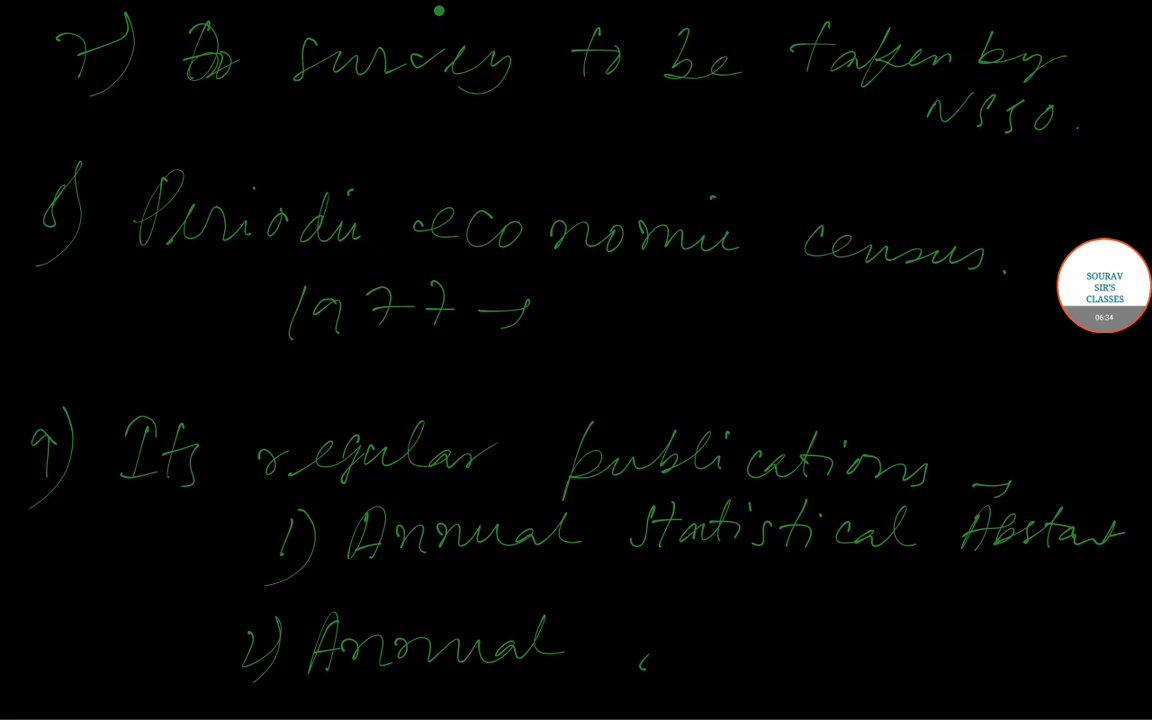 7) survey to be taken by
NSSO.
8) Periodic economic census.
1977 →
SOURAV
SIR'S
CLASSES
06:34
9) Its regular publications →
1) Annual Statistical Abstract
2) Annual